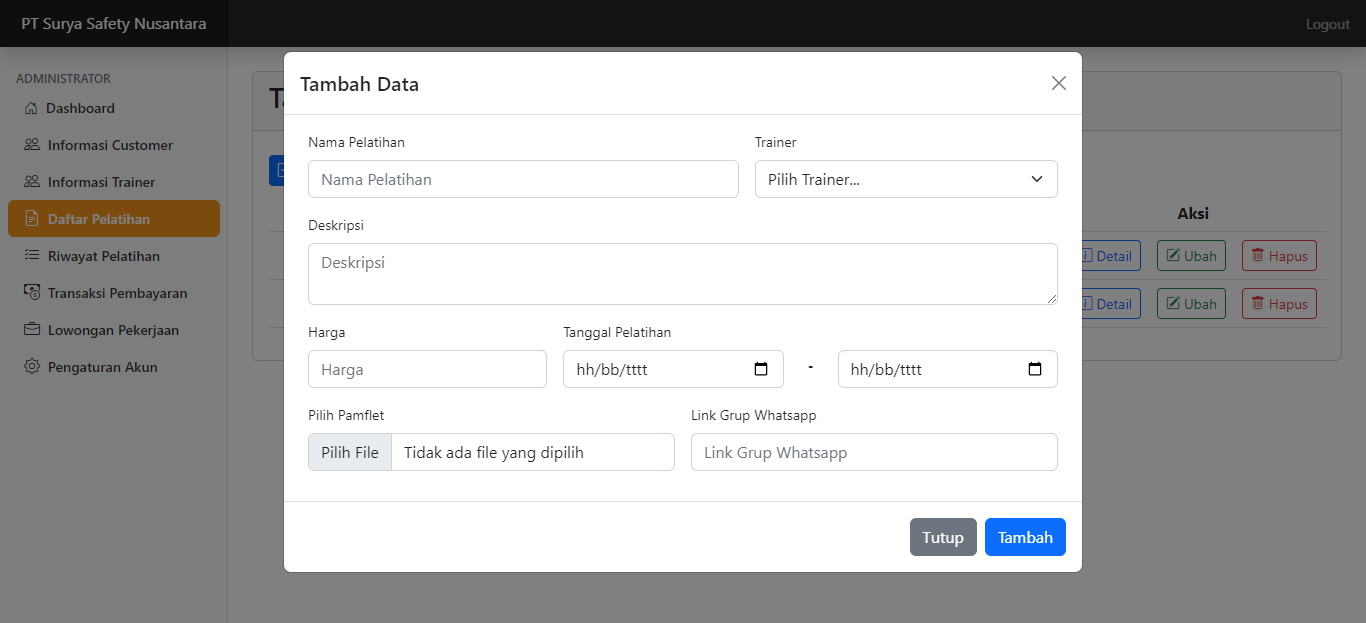 PT Surya Safety Nusantara
Logout
ADMINISTRATOR
Dashboard
Informasi Customer
Informasi Trainer
Daftar Pelatihan
Riwayat Pelatihan
Transaksi Pembayaran
Lowongan Pekerjaan
Pengaturan Akun
Tambah Data
Nama Pelatihan Trainer
Nama Pelatihan Pilih Trainer...
Deskripsi
Deskripsi
Harga Tanggal Pelatihan
Harga hh/bb/tttt - hh/bb/tttt
Pilih Pamflet Link Grup Whatsapp
Pilih File Tidak ada file yang dipilih Link Grup Whatsapp
Tutup Tambah
Aksi
Detail Ubah Hapus
Detail Ubah Hapus